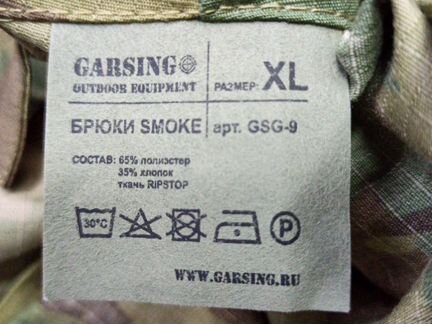 GARSING
OUTDOOR EQUIPMENT
РАЗМЕР: XL
БРЮКИ SMOKE арт. GSG-9
СОСТАВ: 65% полиэстер
35% хлопок
ткань RIPSTOP
30°C
P
WWW.GARSING.RU